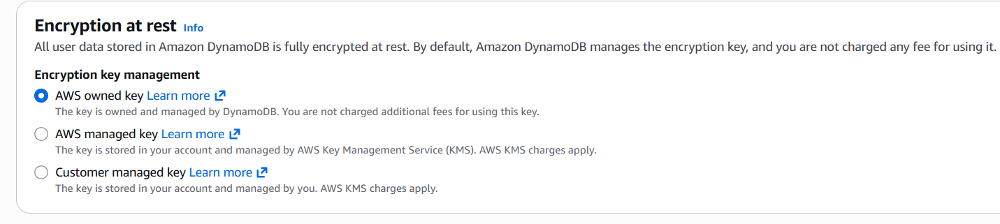 Encryption at rest Info
All user data stored in Amazon DynamoDB is fully encrypted at rest. By default, Amazon DynamoDB manages the encryption key, and you are not charged any fee for using it.
Encryption key management
AWS owned key Learn more
The key is owned and managed by DynamoDB. You are not charged additional fees for using this key.
AWS managed key Learn more
The key is stored in your account and managed by AWS Key Management Service (KMS). AWS KMS charges apply.
Customer managed key Learn more
The key is stored in your account and managed by you. AWS KMS charges apply.